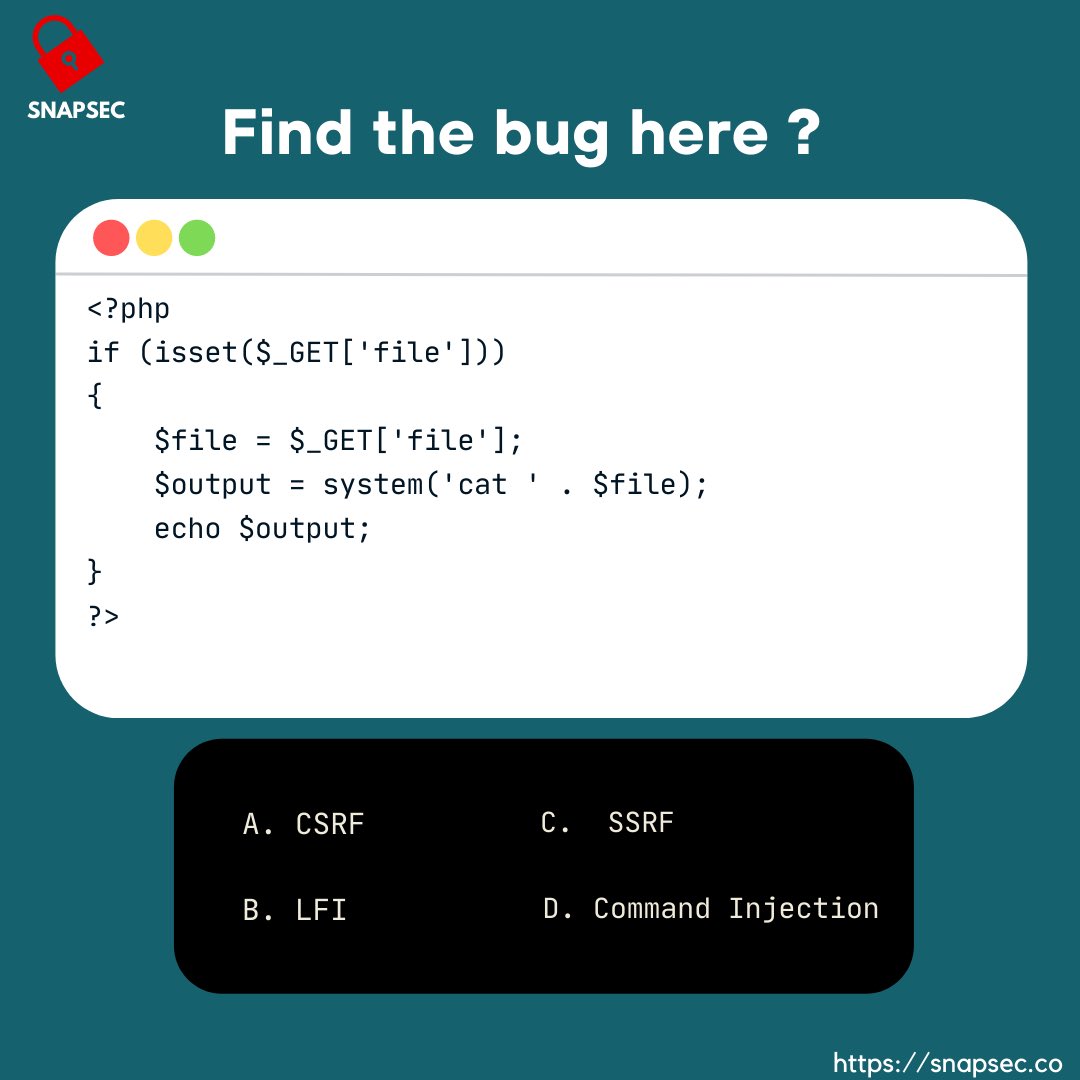 SNAPSEC
Find the bug here ?
<?php
if (isset($_GET['file']))
{
    $file = $_GET['file'];
    $output = system('cat ' . $file);
    echo $output;
}
?>
A. CSRF
C. SSRF
B. LFI
D. Command Injection
https://snapsec.co